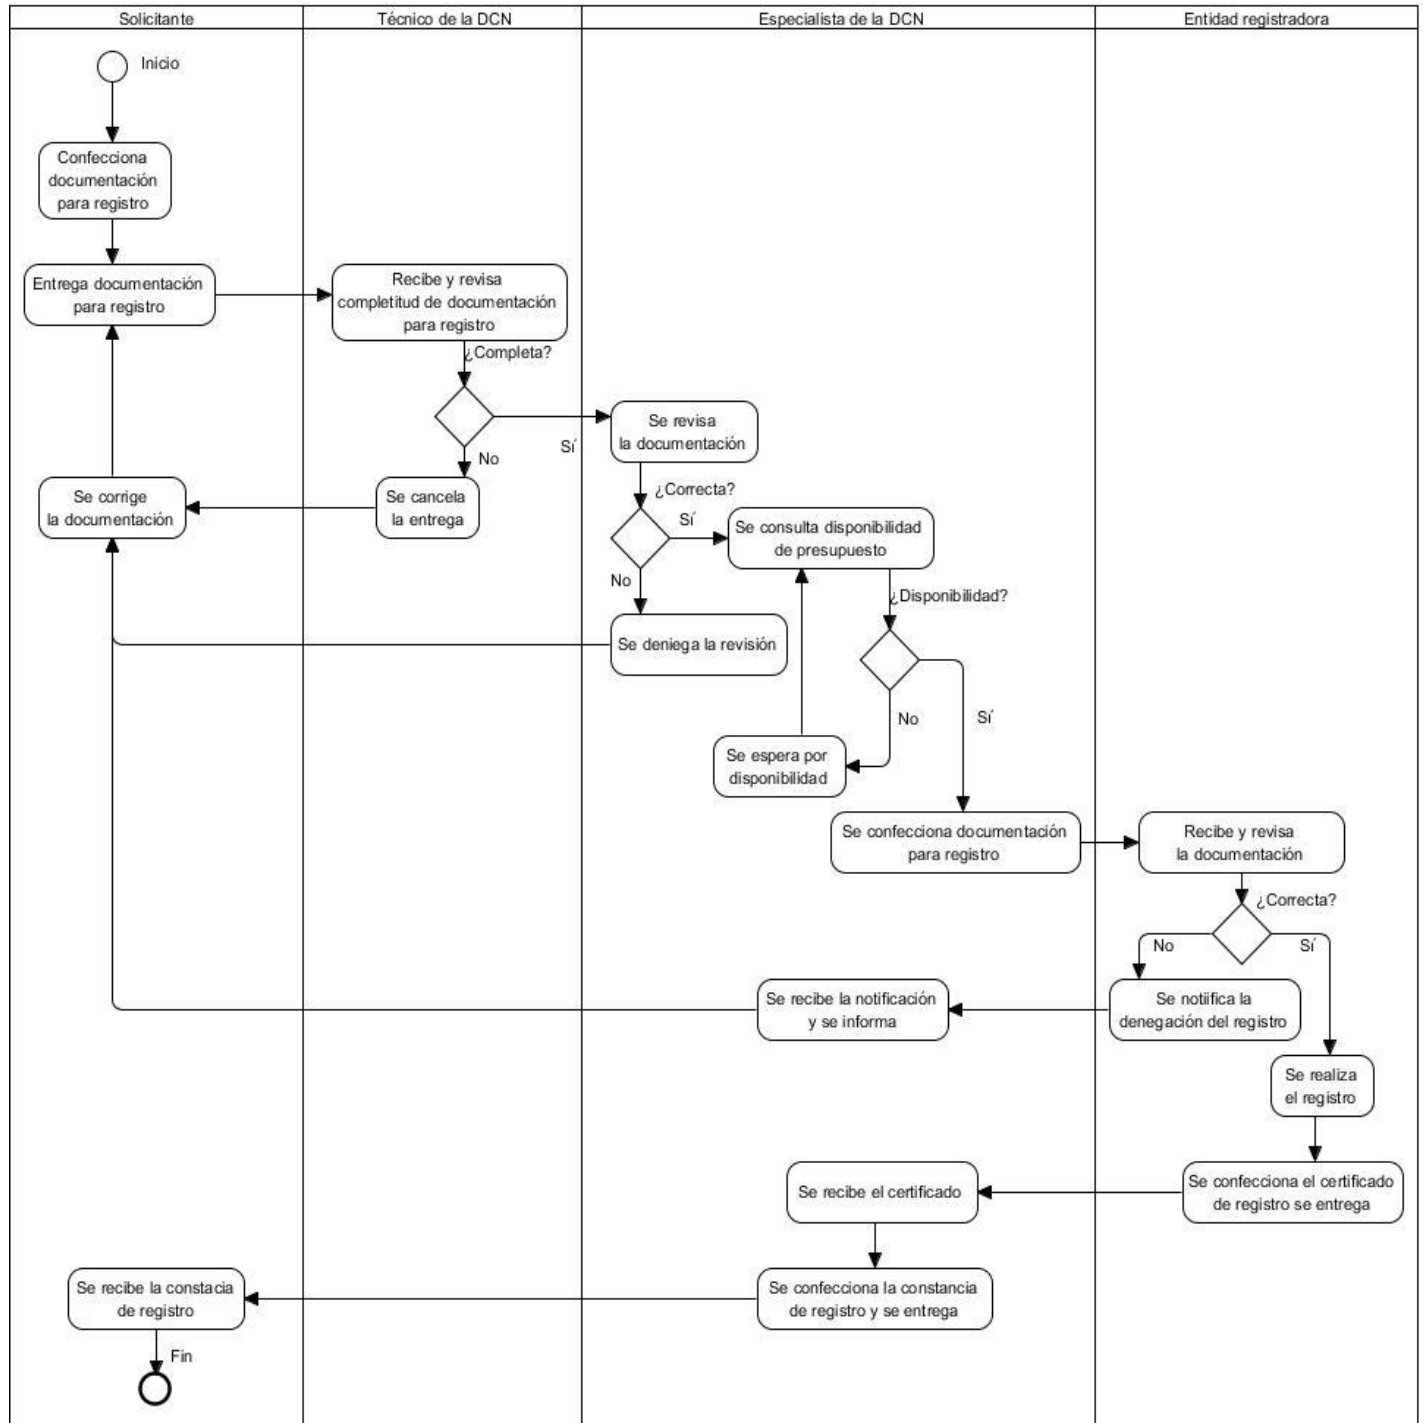 Solicitante
Técnico de la DCN
Especialista de la DCN
Entidad registradora
Inicio
Confecciona
documentación
para registro
Entrega documentación
para registro
Recibe y revisa
completitud de documentación
para registro
¿Completa?
Sí
No
Se revisa
la documentación
Se corrige
la documentación
Se cancela
la entrega
¿Correcta?
Sí
No
Se consulta disponibilidad
de presupuesto
¿Disponibilidad?
Se deniega la revisión
No
Sí
Se espera por
disponibilidad
Se confecciona documentación
para registro
Recibe y revisa
la documentación
¿Correcta?
No
Sí
Se recibe la notificación
y se informa
Se notiifica la
denegación del registro
Se realiza
el registro
Se recibe el certificado
Se confecciona el certificado
de registro se entrega
Se recibe la constacia
de registro
Se confecciona la constancia
de registro y se entrega
Fin